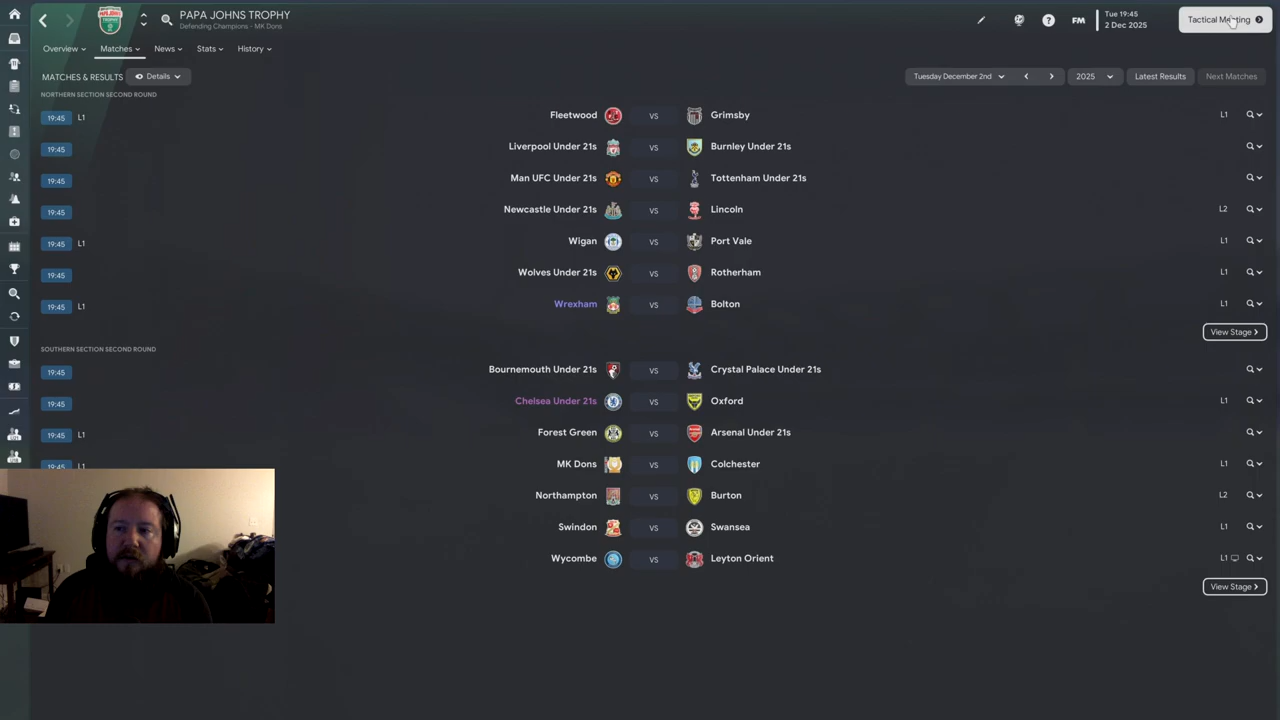 PAPA JOHNS TROPHY
Defending Champions - MK Dons
FM
Tue 19:45
2 Dec 2025
Tactical Meeting
Overview Matches News Stats History
MATCHES & RESULTS Details Tuesday December 2nd 2025 Latest Results Next Matches
NORTHERN SECTION SECOND ROUND
19:45 L1 Fleetwood VS Grimsby L1
19:45 Liverpool Under 21s VS Burnley Under 21s
19:45 Man UFC Under 21s VS Tottenham Under 21s
19:45 Newcastle Under 21s VS Lincoln L2
19:45 L1 Wigan VS Port Vale L1
19:45 Wolves Under 21s VS Rotherham L1
19:45 L1 Wrexham VS Bolton L1
View Stage
SOUTHERN SECTION SECOND ROUND
19:45 Bournemouth Under 21s VS Crystal Palace Under 21s
19:45 Chelsea Under 21s VS Oxford L1
19:45 L1 Forest Green VS Arsenal Under 21s
19:45 L1 MK Dons VS Colchester L1
Northampton VS Burton L2
Swindon VS Swansea L1
Wycombe VS Leyton Orient L1
View Stage